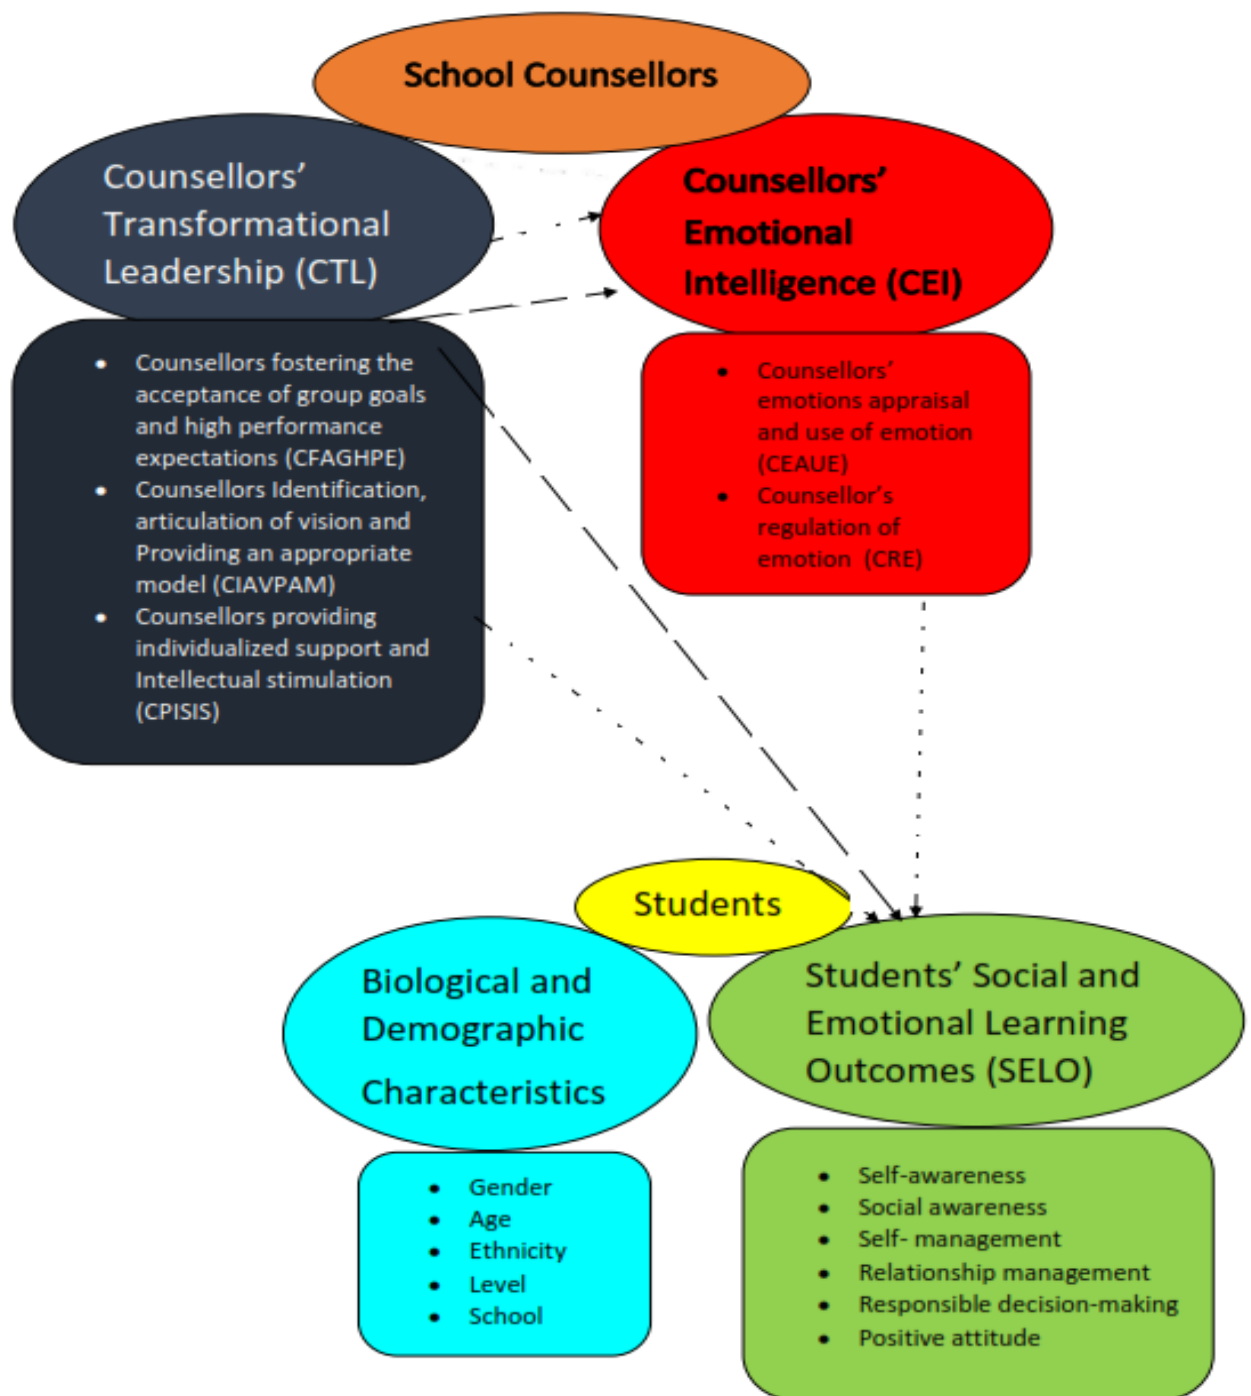 School Counsellors
Counsellors’
Transformational
Leadership (CTL)
Counsellors’
Emotional
Intelligence (CEI)
• Counsellors fostering the
acceptance of group goals
and high performance
expectations (CFAGHPE)
• Counsellors Identification,
articulation of vision and
Providing an appropriate
model (CIAVPAM)
• Counsellors providing
individualized support and
Intellectual stimulation
(CPISIS)
• Counsellors’
emotions appraisal
and use of emotion
(CEAUE)
• Counsellor’s
regulation of
emotion (CRE)
Students
Biological and
Demographic
Characteristics
• Gender
• Age
• Ethnicity
• Level
• School
Students’ Social and
Emotional Learning
Outcomes (SELO)
• Self-awareness
• Social awareness
• Self- management
• Relationship management
• Responsible decision-making
• Positive attitude